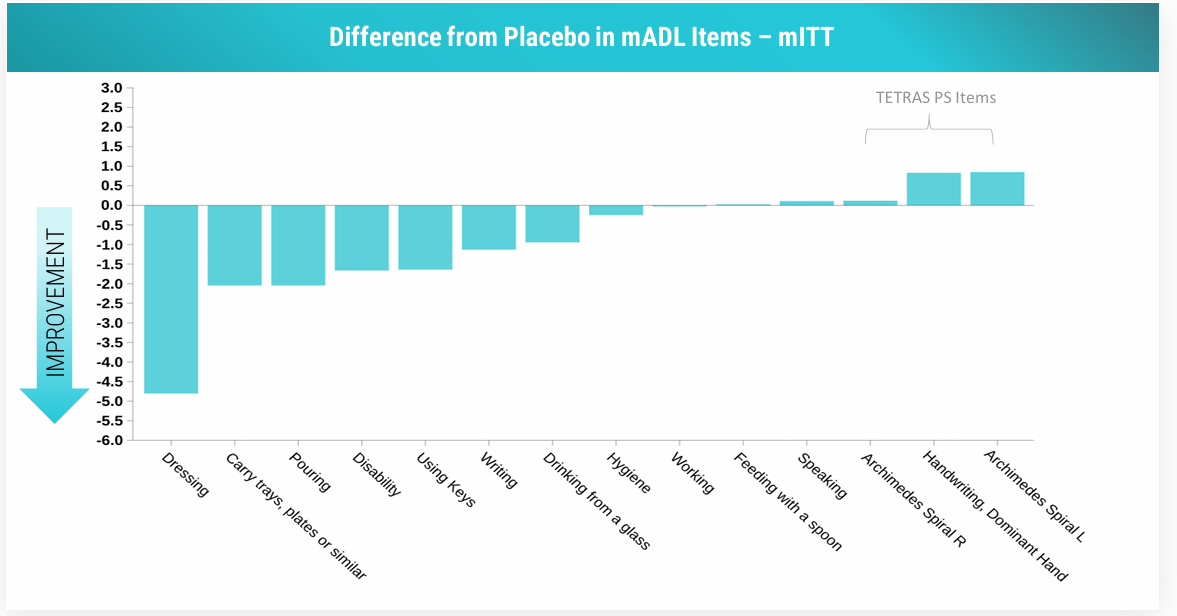 Difference from Placebo in mADL Items – mITT
TETRAS PS Items
3.0
2.5
2.0
1.5
1.0
0.5
0.0
-0.5
-1.0
-1.5
-2.0
-2.5
-3.0
-3.5
-4.0
-4.5
-5.0
-5.5
-6.0
IMPROVEMENT
Dressing
Carry trays, plates or similar
Pouring
Disability
Using Keys
Writing
Drinking from a glass
Hygiene
Working
Feeding with a spoon
Speaking
Archimedes Spiral R
Handwriting, Dominant Hand
Archimedes Spiral L